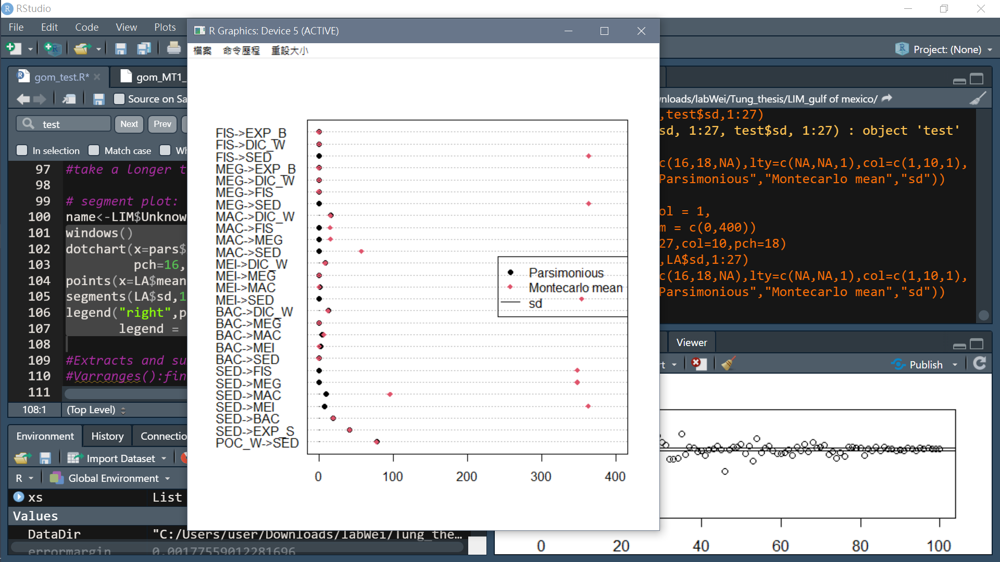 RStudio
File Edit Code View Plots
Project: (None)
gom_test.R* gom_MT1_
Source on Sa
test Next Prev
In selection Match case Wh
97 #take a longer t
98
99 # segment plot:
100 name<-LIM$Unknow
101 windows()
102 dotchart(x=pars$
103 pch=16,
104 points(x=LA$mean
105 segments(LA$sd,1
106 legend("right",p
107 legend =
108
109 #Extracts and su
110 #Varranges():fin
111
108:1 (Top Level)
Environment History Connectio
Import Dataset
R Global Environment
xs List
Values
DataDir "C:/Users/user/Downloads/labWei/Tung_the…
errormargin 0.00177559012281696
R Graphics: Device 5 (ACTIVE)
檔案 命令歷程 重設大小
FIS->EXP_B
FIS->DIC_W
FIS->SED
MEG->EXP_B
MEG->DIC_W
MEG->FIS
MEG->SED
MAC->DIC_W
MAC->FIS
MAC->MEG
MAC->SED
MEI->DIC_W
MEI->MEG
MEI->MAC
MEI->SED
BAC->DIC_W
BAC->MEG
BAC->MAC
BAC->MEI
BAC->SED
SED->FIS
SED->MEG
SED->MAC
SED->MEI
SED->BAC
SED->EXP_S
POC_W->SED
Parsimonious
Montecarlo mean
sd
0 100 200 300 400
wnloads/labWei/Tung_thesis/LIM_gulf of mexico/
,test$sd,1:27)
sd, 1:27, test$sd, 1:27) : object 'test'
c(16,18,NA),lty=c(NA,NA,1),col=c(1,10,1),
Parsimonious","Montecarlo mean","sd"))
ol = 1,
m = c(0,400))
27,col=10,pch=18)
,LA$sd,1:27)
c(16,18,NA),lty=c(NA,NA,1),col=c(1,10,1),
Parsimonious","Montecarlo mean","sd"))
Viewer
rt Publish
0 20 40 60 80 100